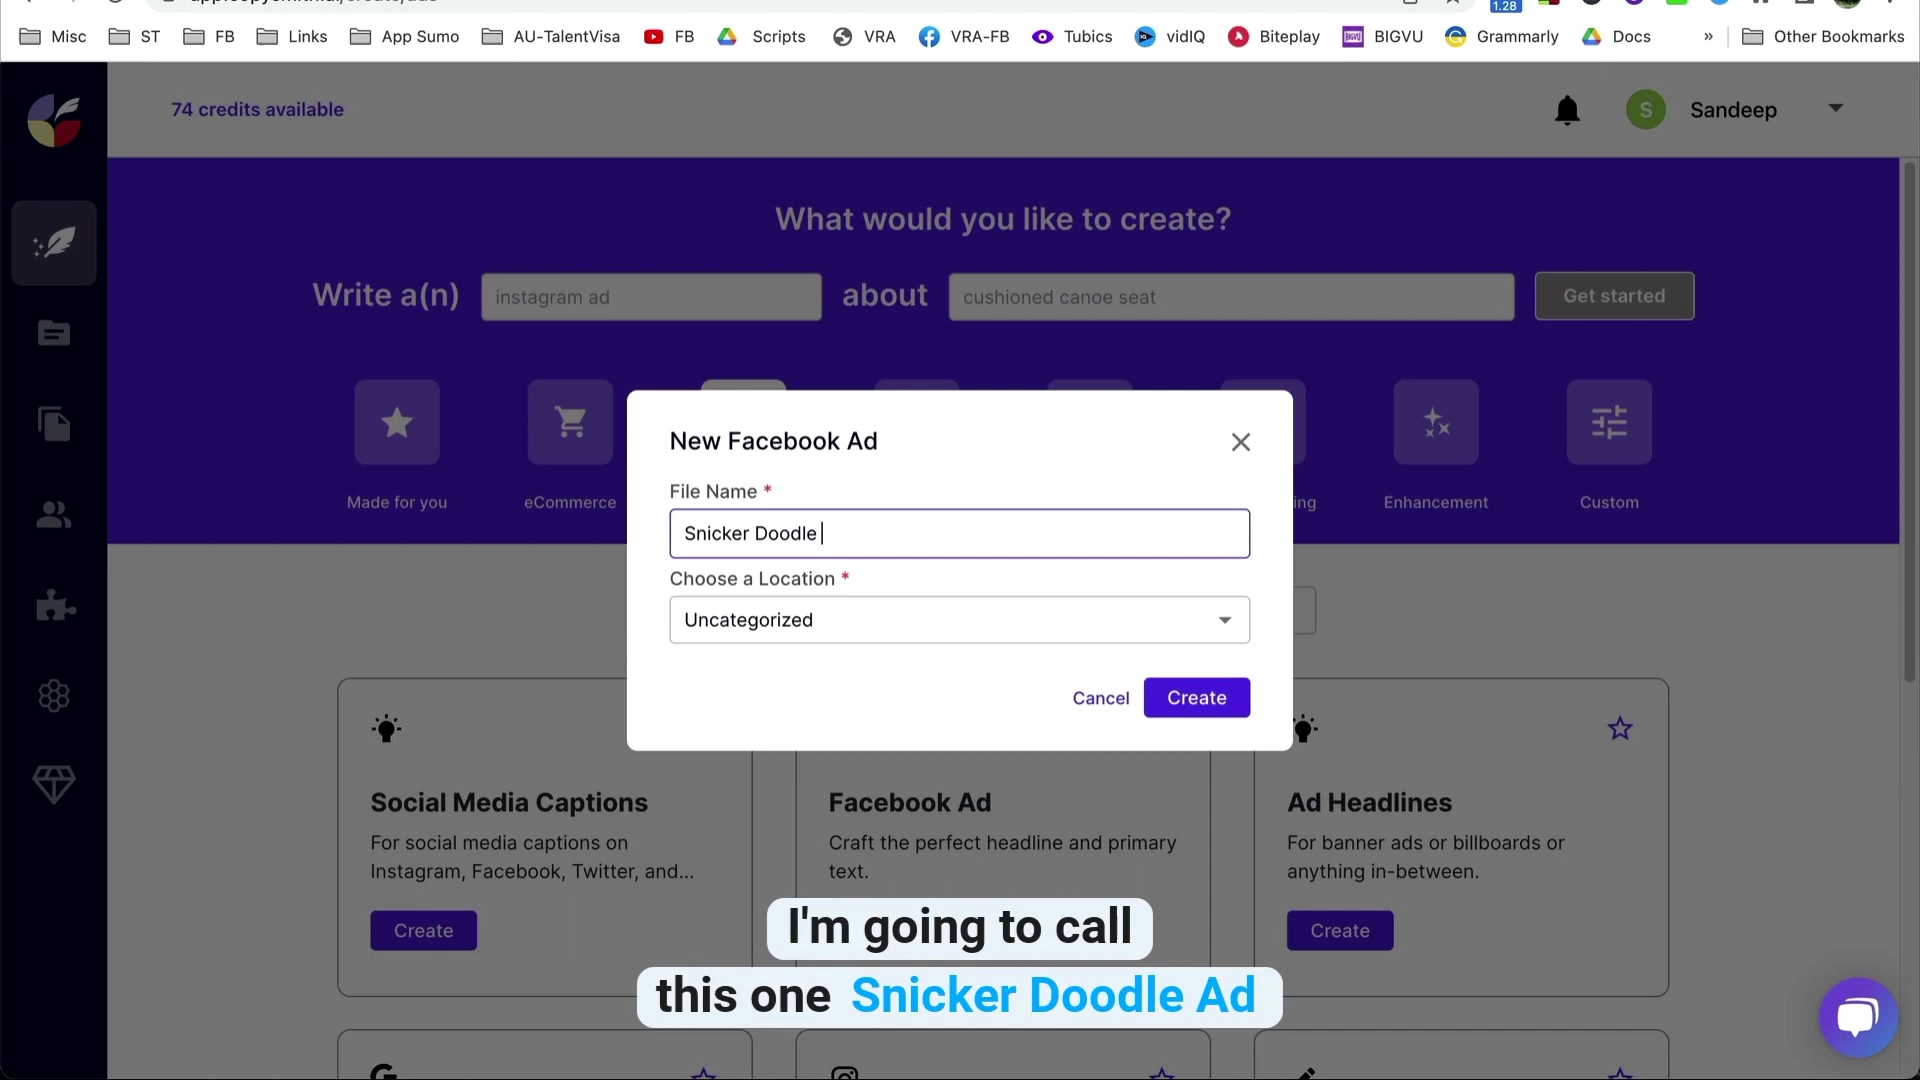 1.28
Misc ST FB Links App Sumo AU-TalentVisa FB Scripts VRA VRA-FB Tubics vidIQ Biteplay BIGVU Grammarly Docs » Other Bookmarks
74 credits available
S Sandeep
What would you like to create?
Write a(n) instagram ad about cushioned canoe seat Get started
Made for you eCommerce ing Enhancement Custom
New Facebook Ad
File Name *
Snicker Doodle
Choose a Location *
Uncategorized
Cancel Create
Social Media Captions
For social media captions on
Instagram, Facebook, Twitter, and...
Create
Facebook Ad
Craft the perfect headline and primary
text.
Ad Headlines
For banner ads or billboards or
anything in-between.
Create
I'm going to call
this one Snicker Doodle Ad